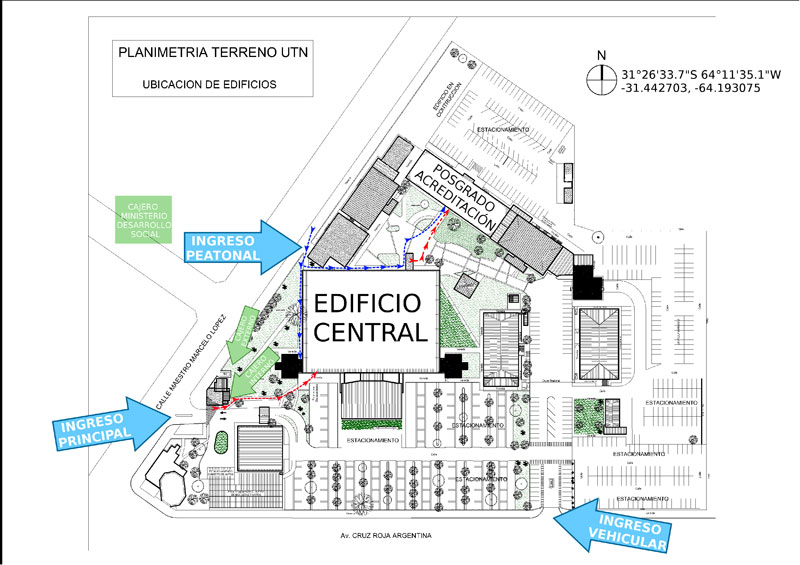 PLANIMETRIA TERRENO UTN
UBICACION DE EDIFICIOS
N
31°26'33.7"S 64°11'35.1"W
-31.442703, -64.193075
EDIFICIO EN
CONTRUCCION
ESTACIONAMIENTO
POSGRADO
ACREDITACIÓN
CAJERO
MINISTERIO
DESARROLLO
SOCIAL
INGRESO
PEATONAL
EDIFICIO
CENTRAL
CALLE MAESTRO MARCELO LOPEZ
INGRESO
PRINCIPAL
ESTACIONAMIENTO
ESTACIONAMIENTO
ESTACIONAMIENTO
ESTACIONAMIENTO
ESTACIONAMIENTO
INGRESO
VEHICULAR
Av. CRUZ ROJA ARGENTINA